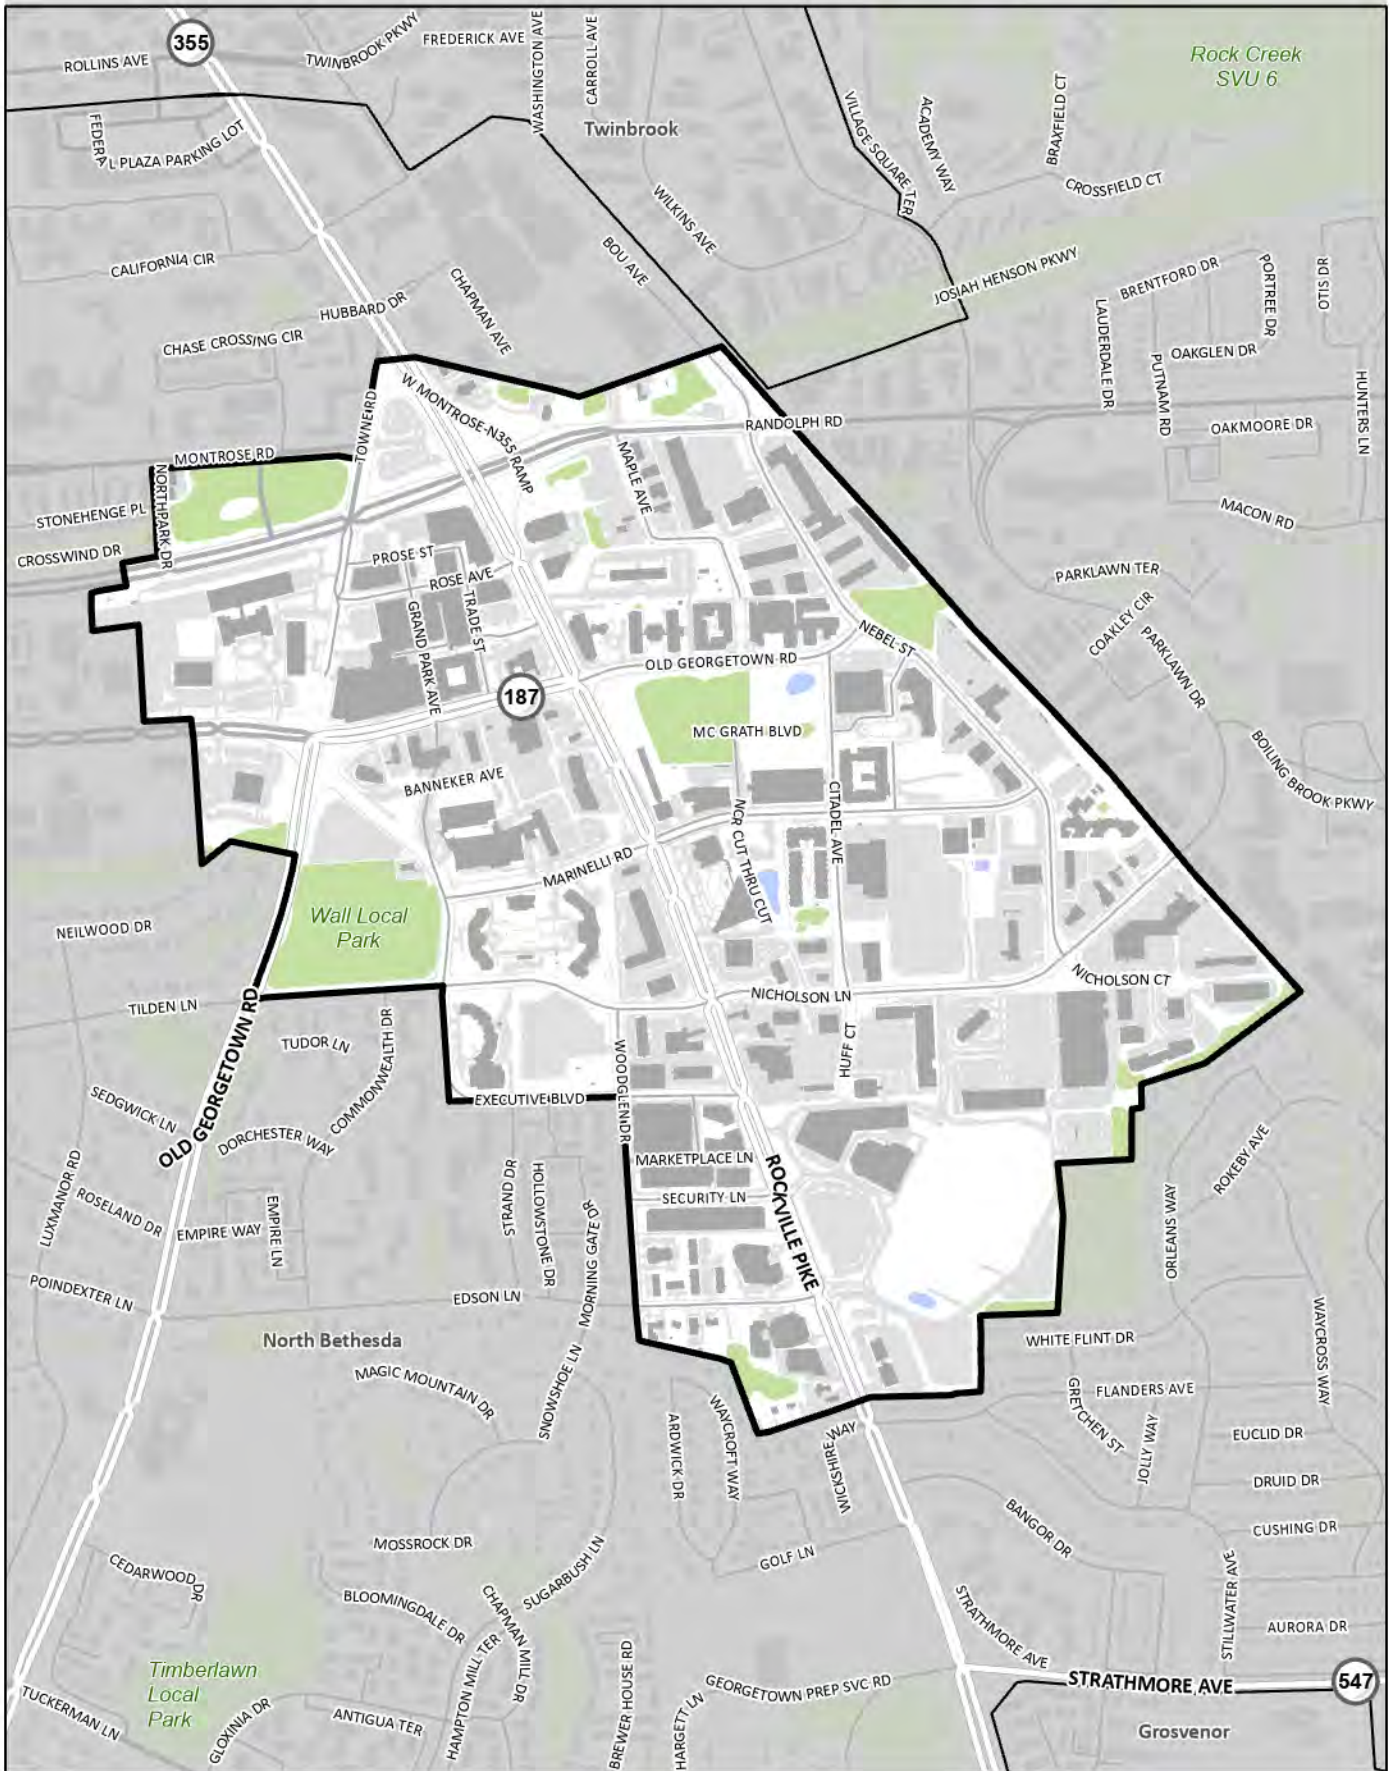 355
ROLLINS AVE
TWINBROOK PKWY
FREDERICK AVE
WASHINGTON AVE
CARROLL AVE
Rock Creek
SVU 6
FEDERAL PLAZA PARKING LOT
Twinbrook
VILLAGE SQUARE TER
ACADEMY WAY
BRAXFIELD CT
CROSSFIELD CT
WILKINS AVE
BOU AVE
CALIFORNIA CIR
HUBBARD DR
CHAPMAN AVE
CHASE CROSSING CIR
JOSIAH HENSON PKWY
BRENTFORD DR
PORTREE DR
OTIS DR
LAUDERDALE DR
PUTNAM RD
OAKGLEN DR
HUNTERS LN
OAKMOORE DR
MACON RD
TOWNE RD
W MONTROSE-N355 RAMP
RANDOLPH RD
MAPLE AVE
MONTROSE RD
NORTHPARK DR
STONEHENGE PL
CROSSWIND DR
PROSE ST
ROSE AVE
TRADE ST
GRAND PARK AVE
PARKLAWN TER
COAKLEY CIR
PARKLAWN DR
NEBEL ST
OLD GEORGETOWN RD
187
MC GRATH BLVD
BOILING BROOK PKWY
BANNEKER AVE
NCR CUT THRU CUT
CITADEL AVE
MARINELLI RD
Wall Local
Park
NEILWOOD DR
TILDEN LN
NICHOLSON LN
NICHOLSON CT
OLD GEORGETOWN RD
TUDOR LN
COMMONWEALTH DR
HUFF CT
WOODGLEN DR
EXECUTIVE BLVD
SEDGWICK LN
DORCHESTER WAY
MARKETPLACE LN
ROCKVILLE PIKE
SECURITY LN
ROKEBY AVE
ORLEANS WAY
LUXMANOR RD
ROSELAND DR
EMPIRE WAY
EMPIRE LN
STRAND DR
HOLLOWSTONE DR
MORNING GATE DR
POINDEXTER LN
EDSON LN
North Bethesda
WHITE FLINT DR
WAYCROSS WAY
MAGIC MOUNTAIN DR
SNOWSHOE LN
FLANDERS AVE
GRETCHEN ST
JOLLY WAY
EUCLID DR
DRUID DR
ARDWICK DR
WAYCROFT WAY
WICKSHIRE WAY
BANGOR DR
CUSHING DR
MOSSROCK DR
GOLF LN
CEDARWOOD DR
SUGARBUSH LN
BLOOMINGDALE DR
CHAPMAN MILL DR
STILLWATER AVE
STRATHMORE AVE
AURORA DR
Timberlawn
Local
Park
HAMPTON MILL TER
BREWER HOUSE RD
GEORGETOWN PREP SVC RD
HARGETT LN
STRATHMORE AVE
547
TUCKERMAN LN
GLOXINIA DR
ANTIGUA TER
Grosvenor